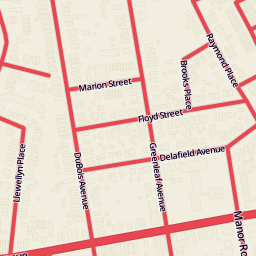 Raymond Place
Brooks Place
Marion Street
Floyd Street
Delafield Avenue
Greenleaf Avenue
DuBois Avenue
Llewellyn Place
Manor Ro